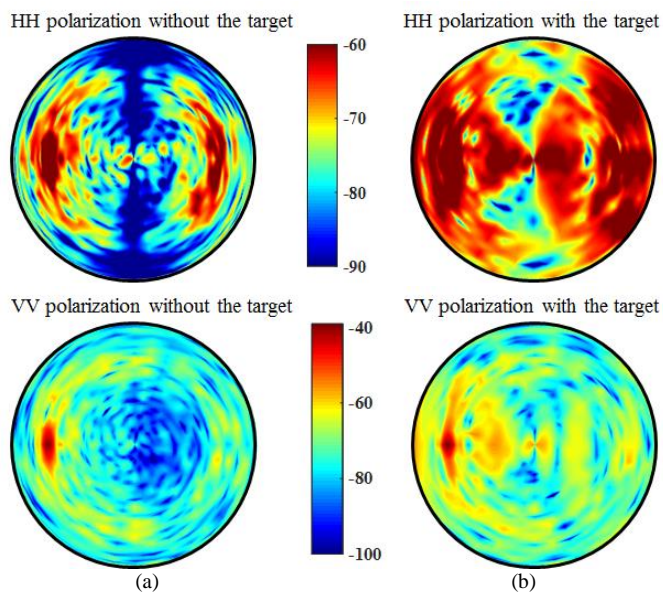 HH polarization without the target
HH polarization with the target
-60
-70
-80
-90
VV polarization without the target
VV polarization with the target
-40
-60
-80
-100
(a)
(b)